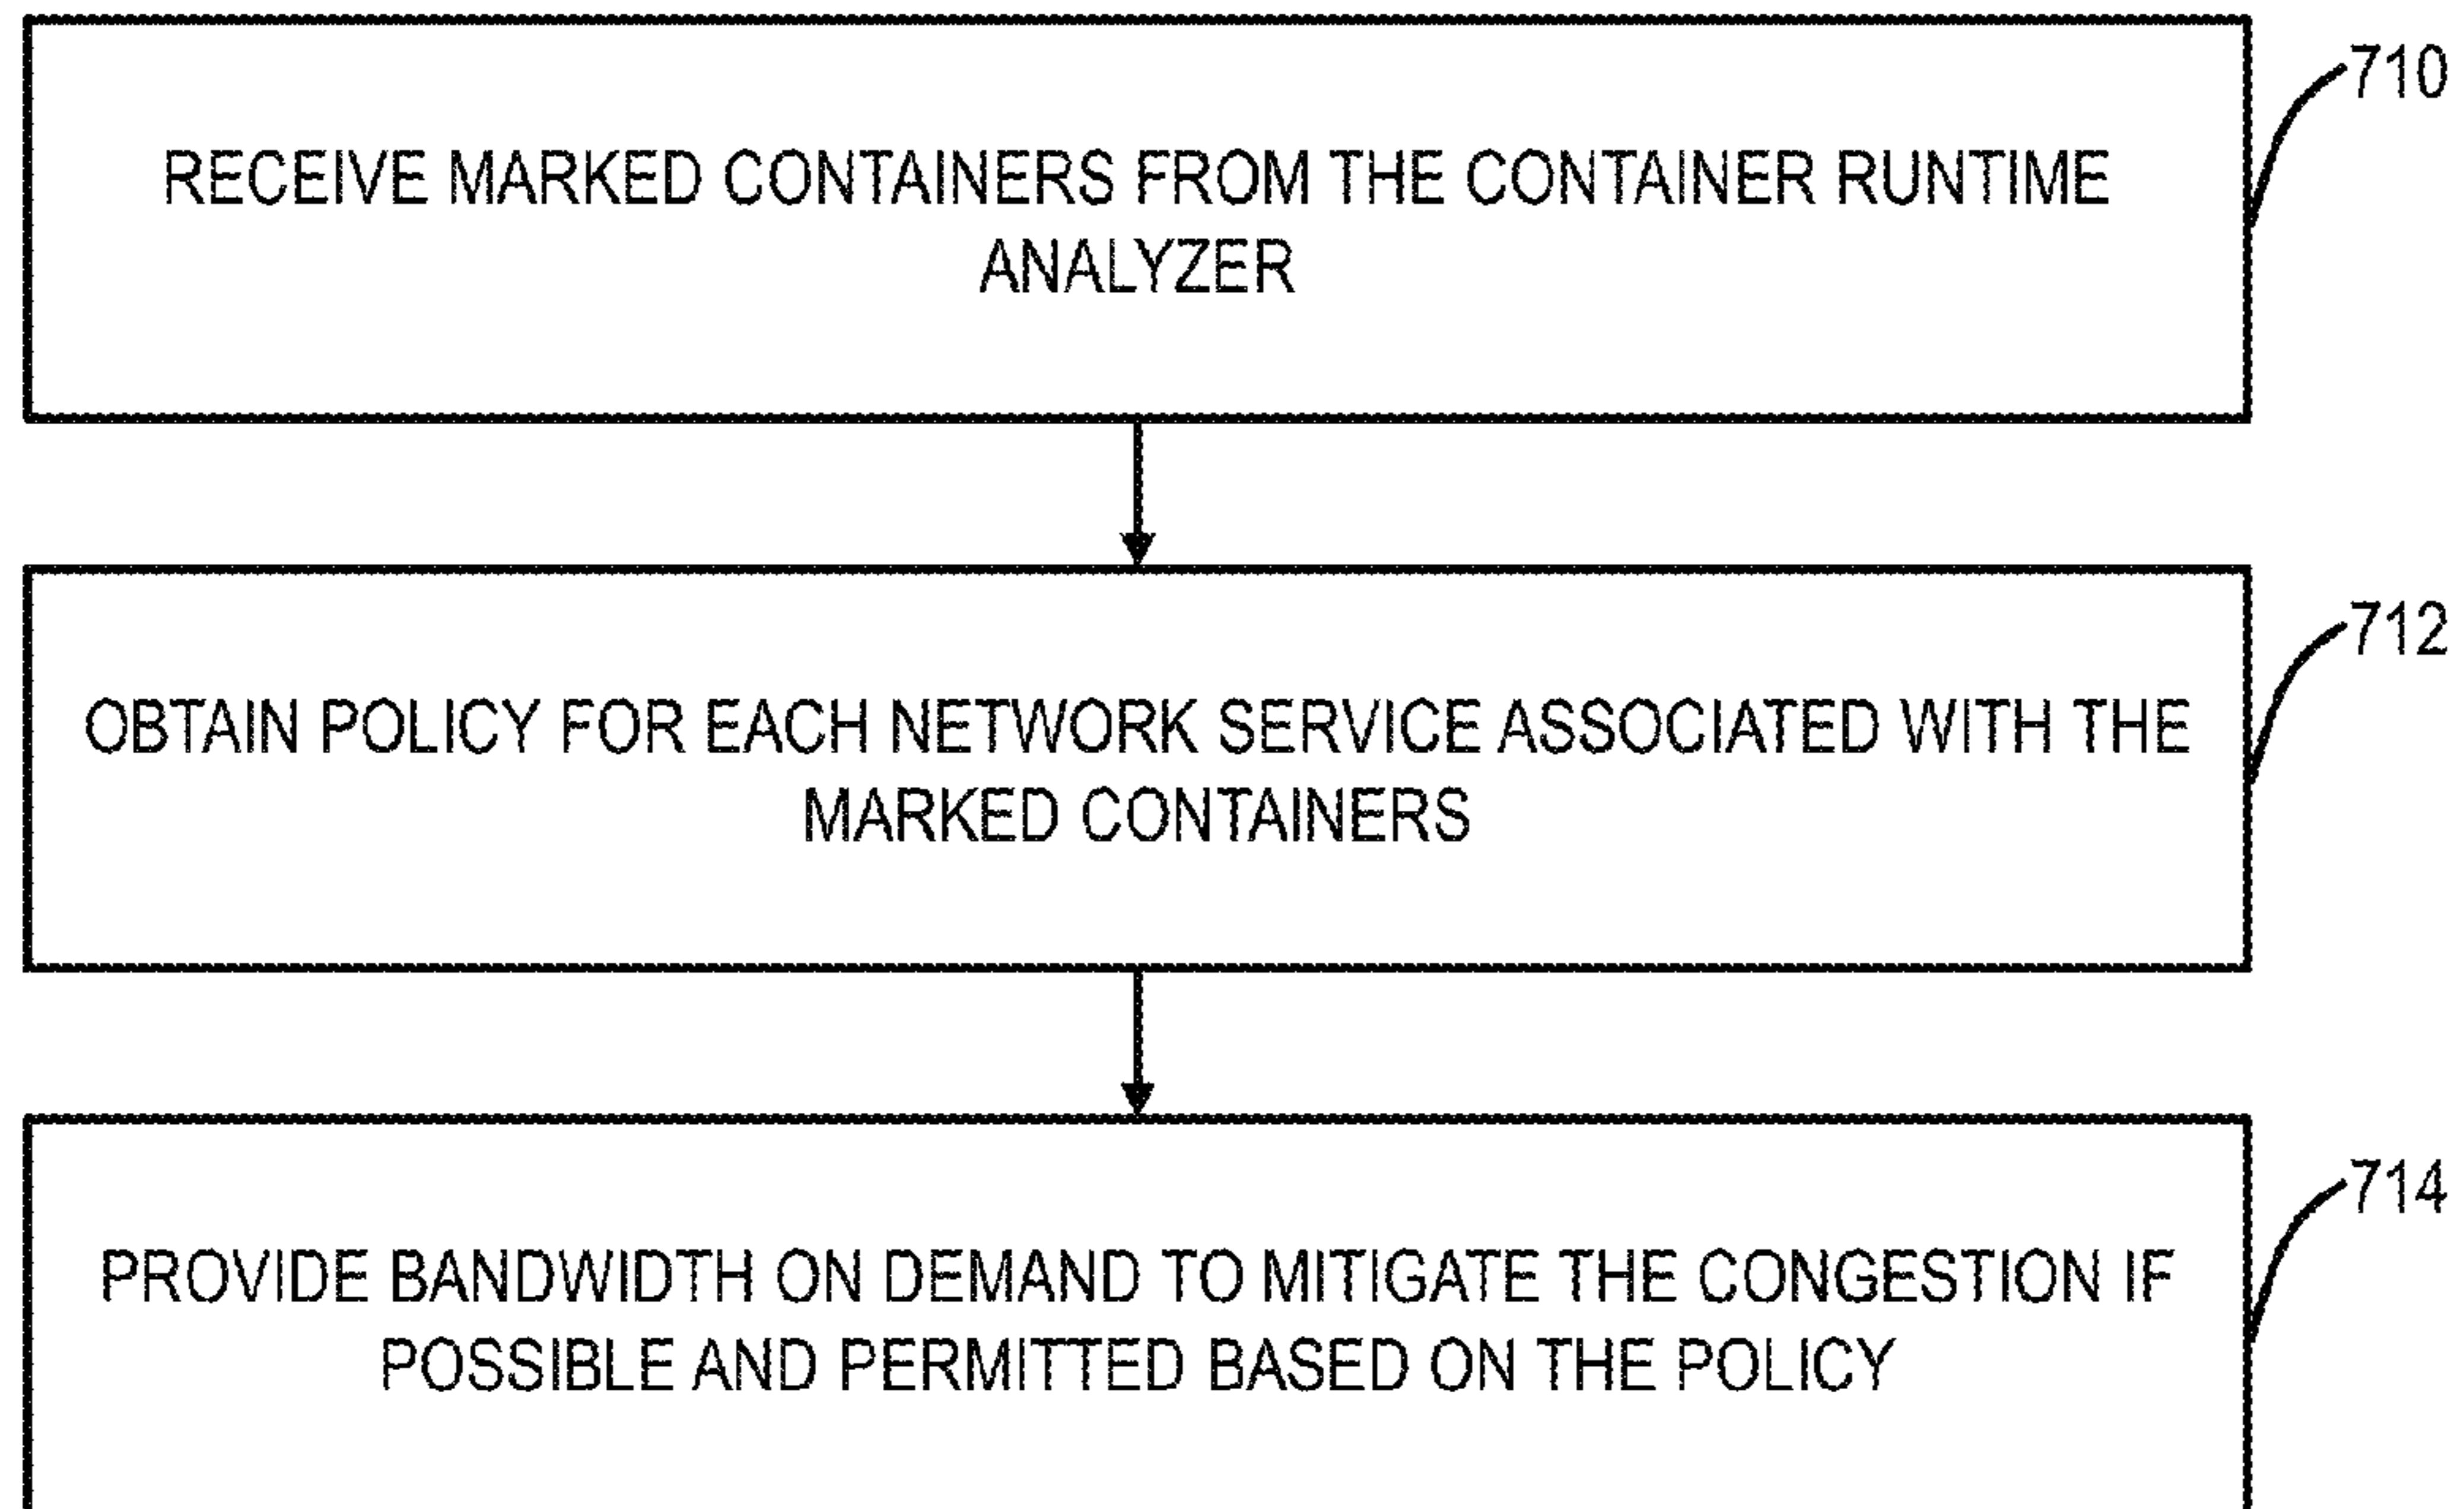 710
RECEIVE MARKED CONTAINERS FROM THE CONTAINER RUNTIME
ANALYZER
712
OBTAIN POLICY FOR EACH NETWORK SERVICE ASSOCIATED WITH THE
MARKED CONTAINERS
714
PROVIDE BANDWIDTH ON DEMAND TO MITIGATE THE CONGESTION IF
POSSIBLE AND PERMITTED BASED ON THE POLICY